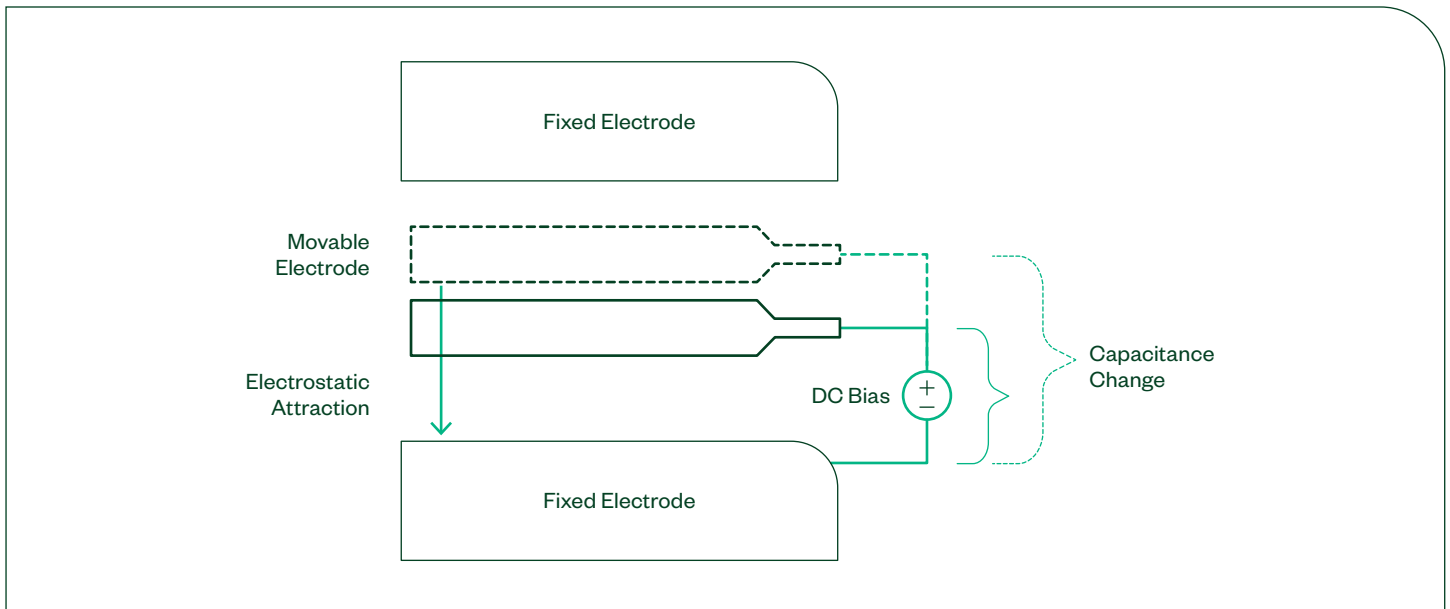 Fixed Electrode
Movable
Electrode
Electrostatic
Attraction
DC Bias
+
−
Capacitance
Change
Fixed Electrode